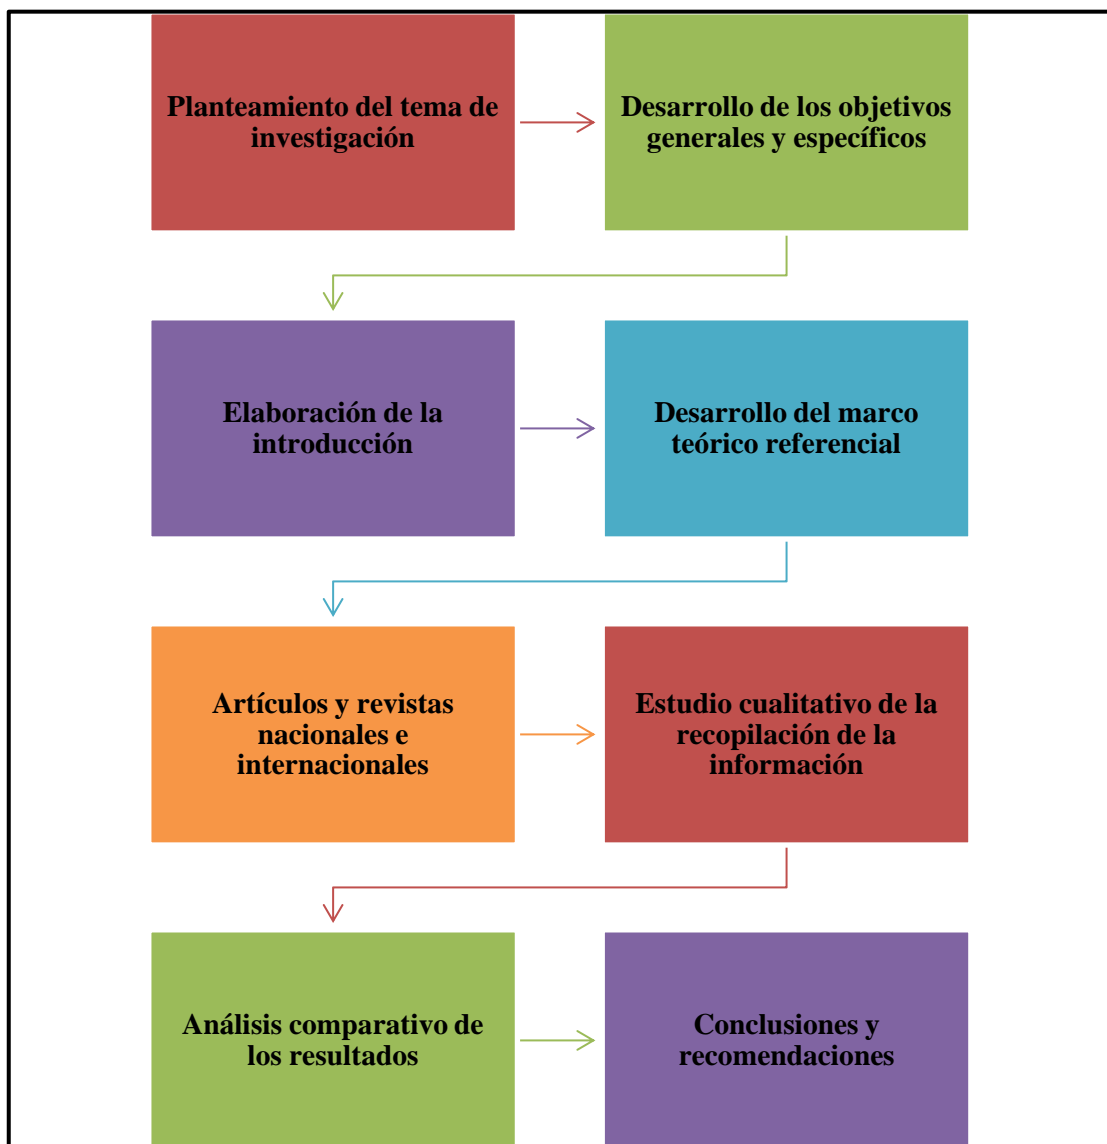 Planteamiento del tema de
investigación
Desarrollo de los objetivos
generales y específicos
Elaboración de la
introducción
Desarrollo del marco
teórico referencial
Artículos y revistas
nacionales e
internacionales
Estudio cualitativo de la
recopilación de la
información
Análisis comparativo de
los resultados
Conclusiones y
recomendaciones